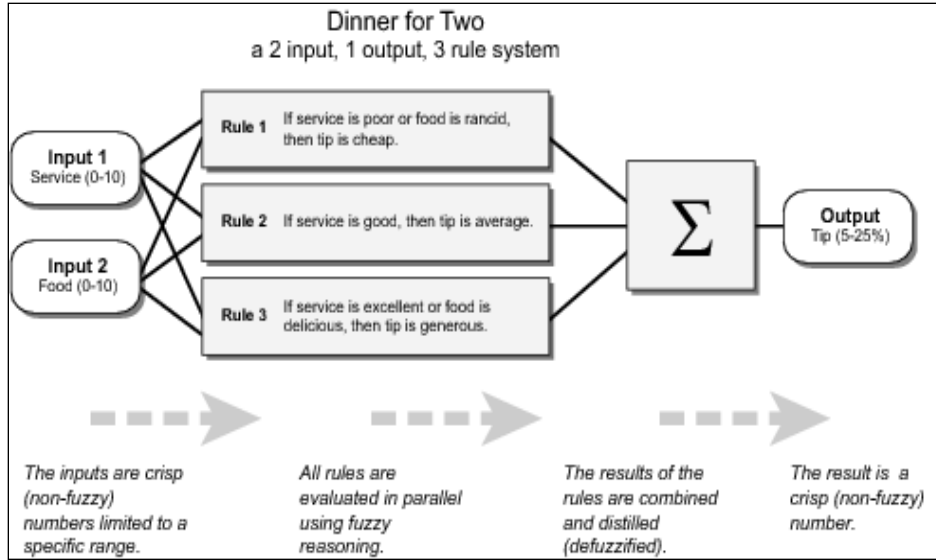 Dinner for Two
a 2 input, 1 output, 3 rule system
Input 1
Service (0-10)
Input 2
Food (0-10)
Rule 1 If service is poor or food is rancid,
then tip is cheap.
Rule 2 If service is good, then tip is average.
Rule 3 If service is excellent or food is
delicious, then tip is generous.
Σ
Output
Tip (5-25%)
The inputs are crisp
(non-fuzzy)
numbers limited to a
specific range.
All rules are
evaluated in parallel
using fuzzy
reasoning.
The results of the
rules are combined
and distilled
(defuzzified).
The result is a
crisp (non-fuzzy)
number.